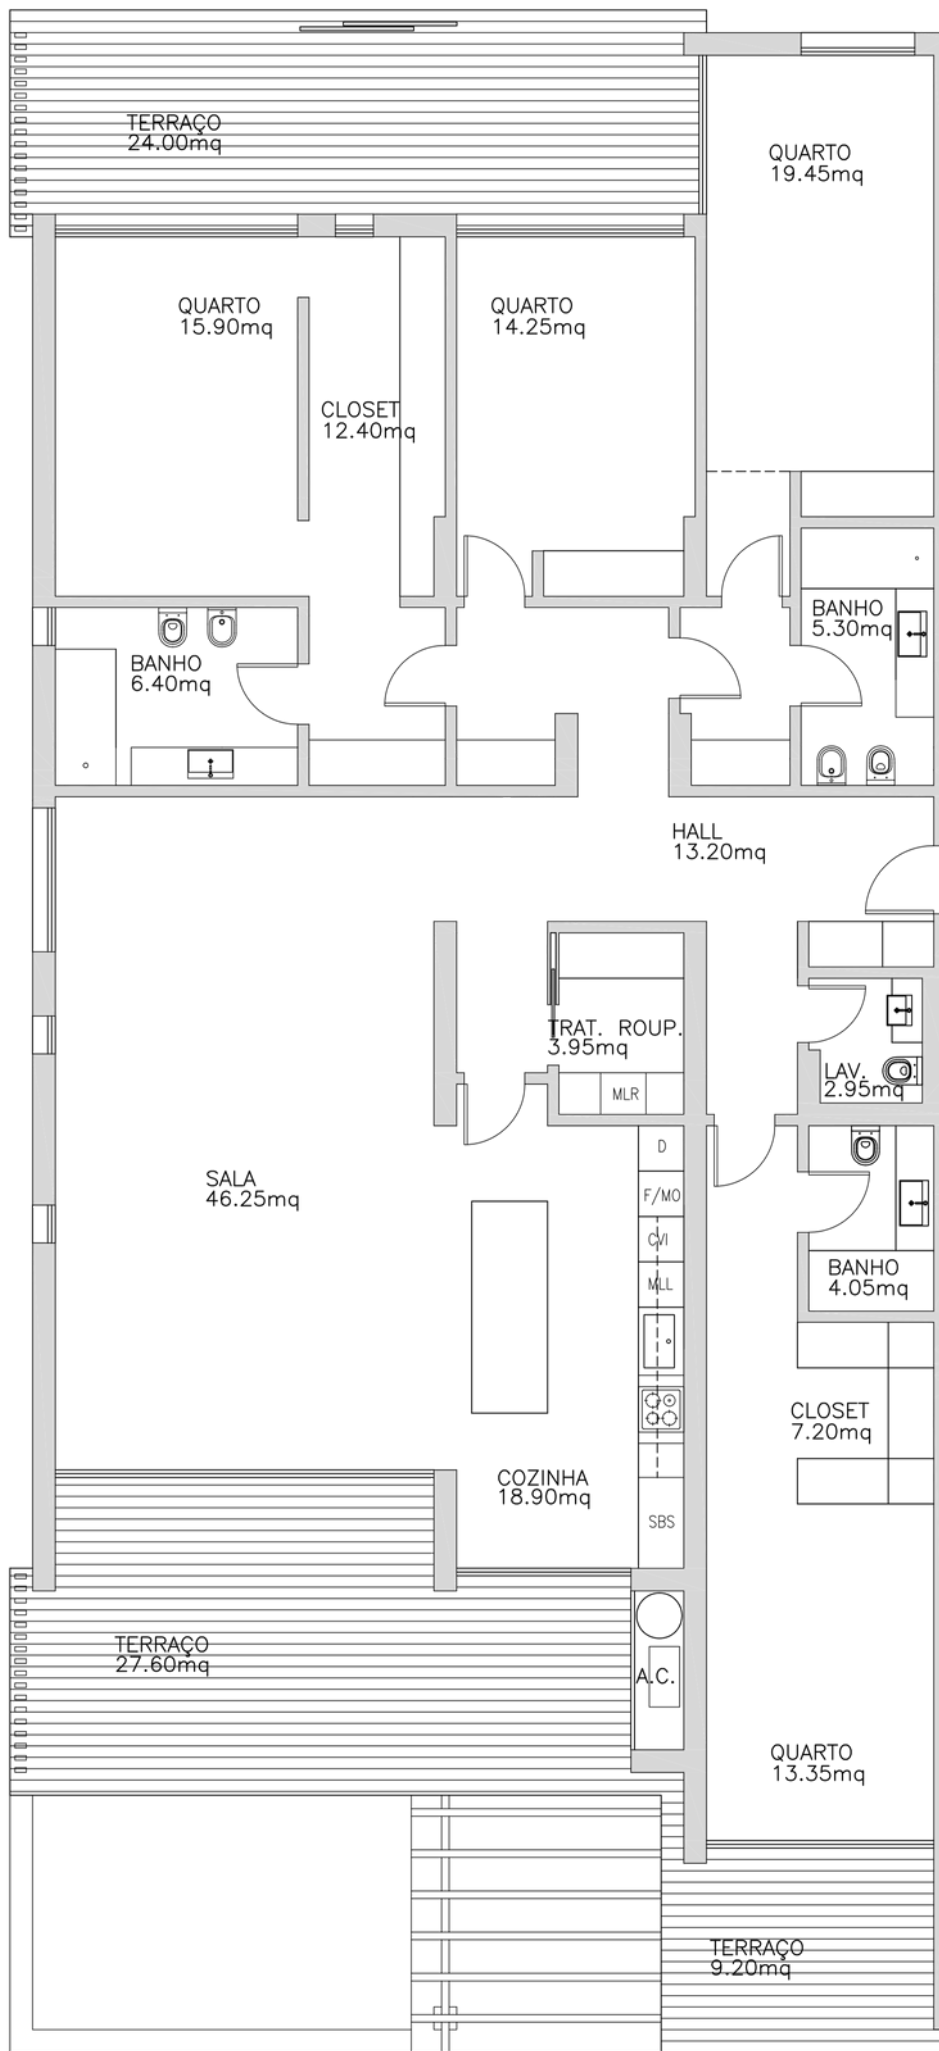 TERRAÇO
24.00mq
QUARTO
19.45mq
QUARTO
15.90mq
QUARTO
14.25mq
CLOSET
12.40mq
BANHO
5.30mq
BANHO
6.40mq
HALL
13.20mq
TRAT. ROUP.
3.95mq
MLR
LAV.
2.95mq
D
F/MO
CVI
MLL
SALA
46.25mq
BANHO
4.05mq
CLOSET
7.20mq
COZINHA
18.90mq
SBS
TERRAÇO
27.60mq
A.C.
QUARTO
13.35mq
TERRAÇO
9.20mq